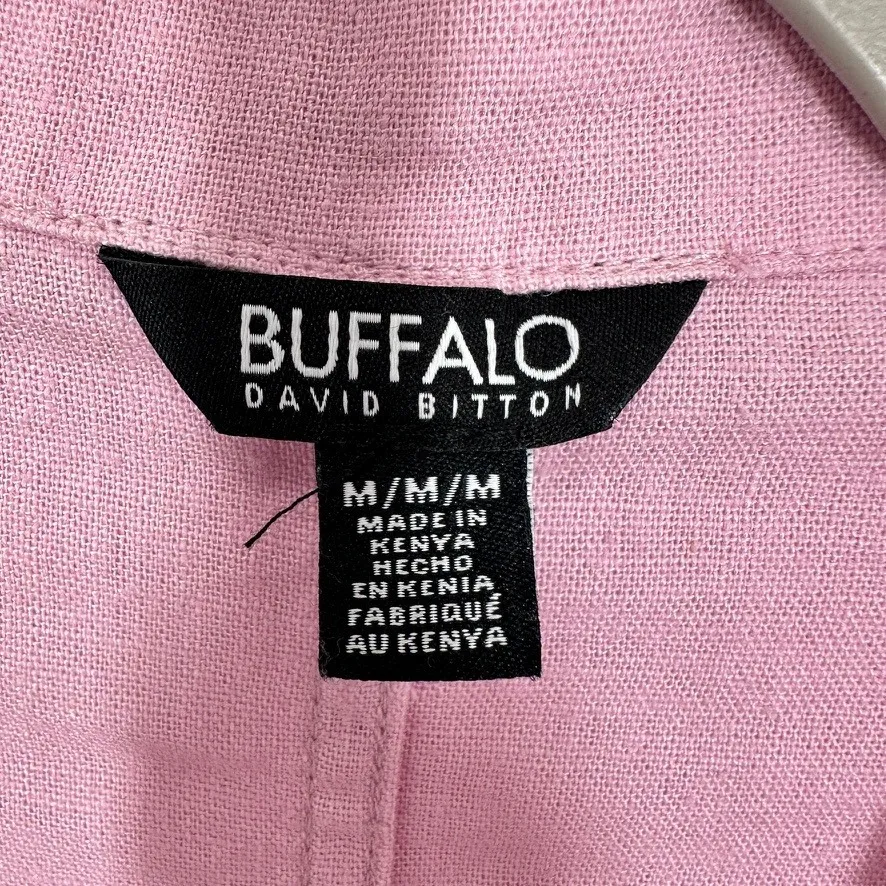 BUFFALO
DAVID BITTON
M/M/M
MADE IN
KENYA
HECHO
EN KENIA
FABRIQUÉ
AU KENYA